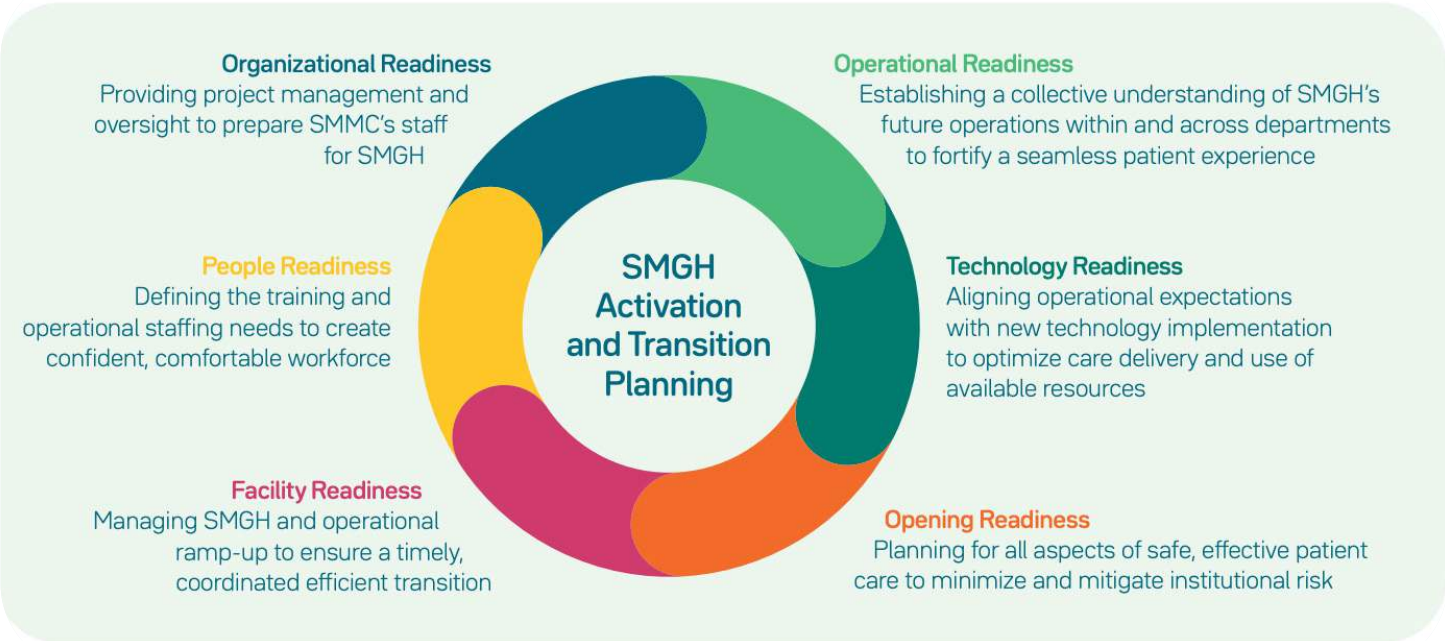 Organizational Readiness
Providing project management and
oversight to prepare SMMC's staff
for SMGH
Operational Readiness
Establishing a collective understanding of SMGH's
future operations within and across departments
to fortify a seamless patient experience
People Readiness
Defining the training and
operational staffing needs to create
confident, comfortable workforce
SMGH
Activation
and Transition
Planning
Technology Readiness
Aligning operational expectations
with new technology implementation
to optimize care delivery and use of
available resources
Facility Readiness
Managing SMGH and operational
ramp-up to ensure a timely,
coordinated efficient transition
Opening Readiness
Planning for all aspects of safe, effective patient
care to minimize and mitigate institutional risk